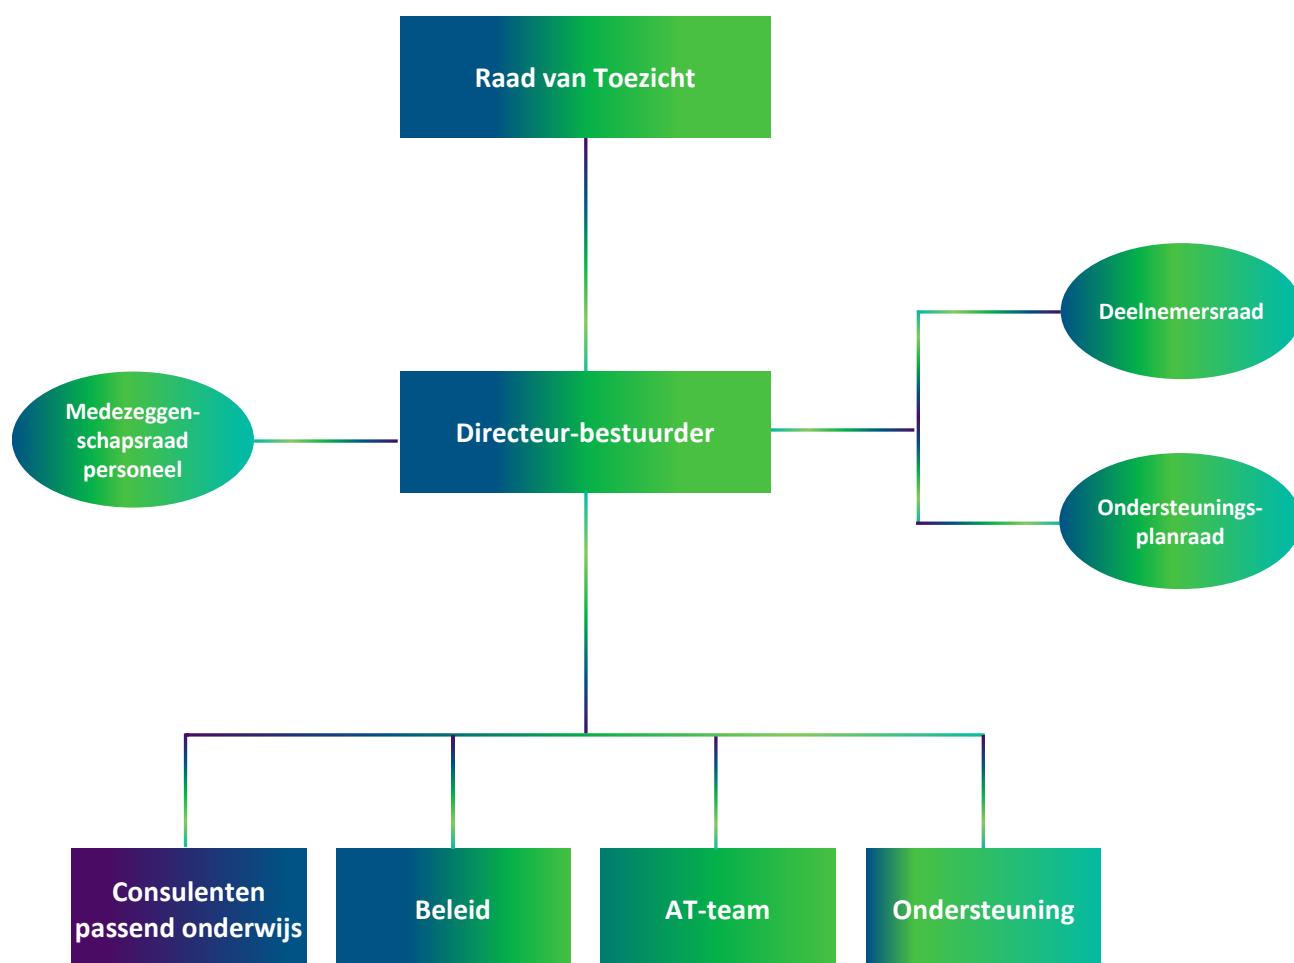 Raad van Toezicht
Deelnemersraad
Medezeggen-
schapsraad
personeel
Directeur-bestuurder
Ondersteunings-
planraad
Consulenten
passend onderwijs
Beleid
AT-team
Ondersteuning